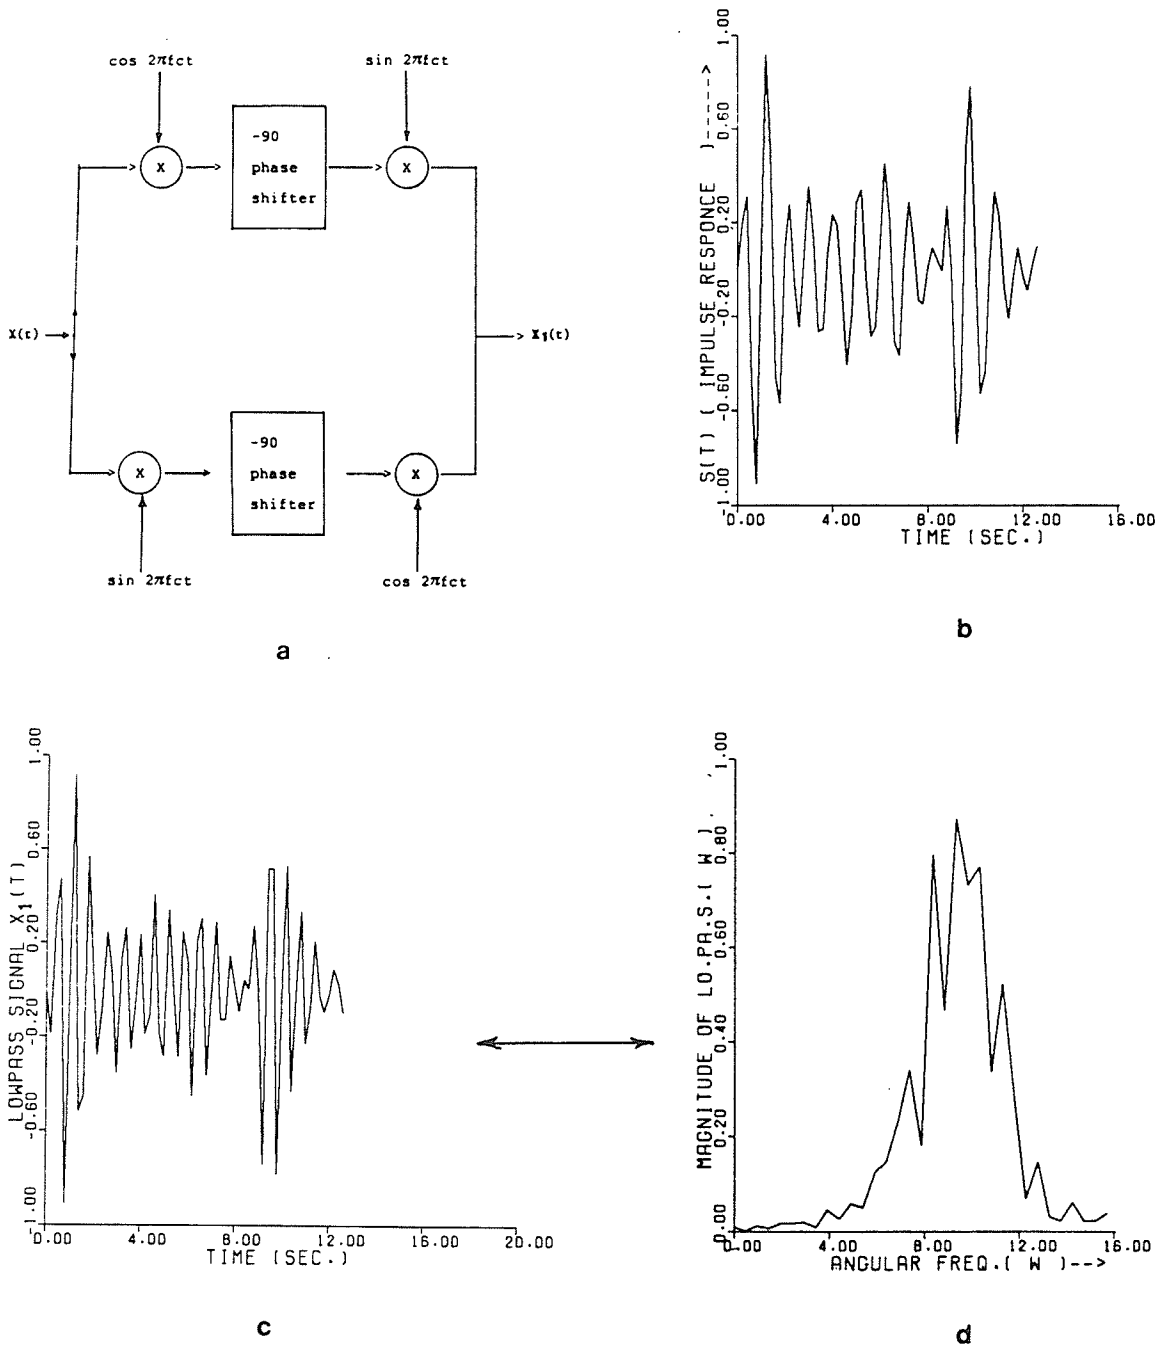 cos 2πfct
sin 2πfct
-90
phase
shifter
X
X
X(t)
X1(t)
-90
phase
shifter
X
X
sin 2πfct
cos 2πfct
a
S(T) ( IMPULSE RESPONCE )------>
1.00
0.60
0.20
-0.20
-0.60
-1.00
0.00 4.00 8.00 12.00 16.00
TIME (SEC.)
b
LOWPASS SIGNAL X1(T)
1.00
0.60
0.20
-0.20
-0.60
-1.00
0.00 4.00 8.00 12.00 16.00 20.00
TIME (SEC.)
c
MAGNITUDE OF LO.PA.S.( W ).
1.00
0.80
0.60
0.40
0.20
0.00
0.00 4.00 8.00 12.00 16.00
ANGULAR FREQ.( W )-->
d